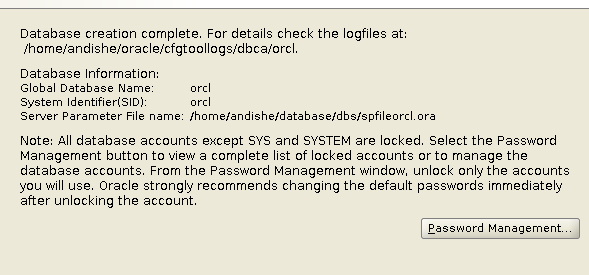 Database creation complete. For details check the logfiles at:
/home/andishe/oracle/cfgtoollogs/dbca/orcl.
Database Information:
Global Database Name: orcl
System Identifier(SID): orcl
Server Parameter File name: /home/andishe/database/dbs/spfileorcl.ora
Note: All database accounts except SYS and SYSTEM are locked. Select the Password
Management button to view a complete list of locked accounts or to manage the
database accounts. From the Password Management window, unlock only the accounts
you will use. Oracle strongly recommends changing the default passwords immediately
after unlocking the account.
Password Management...